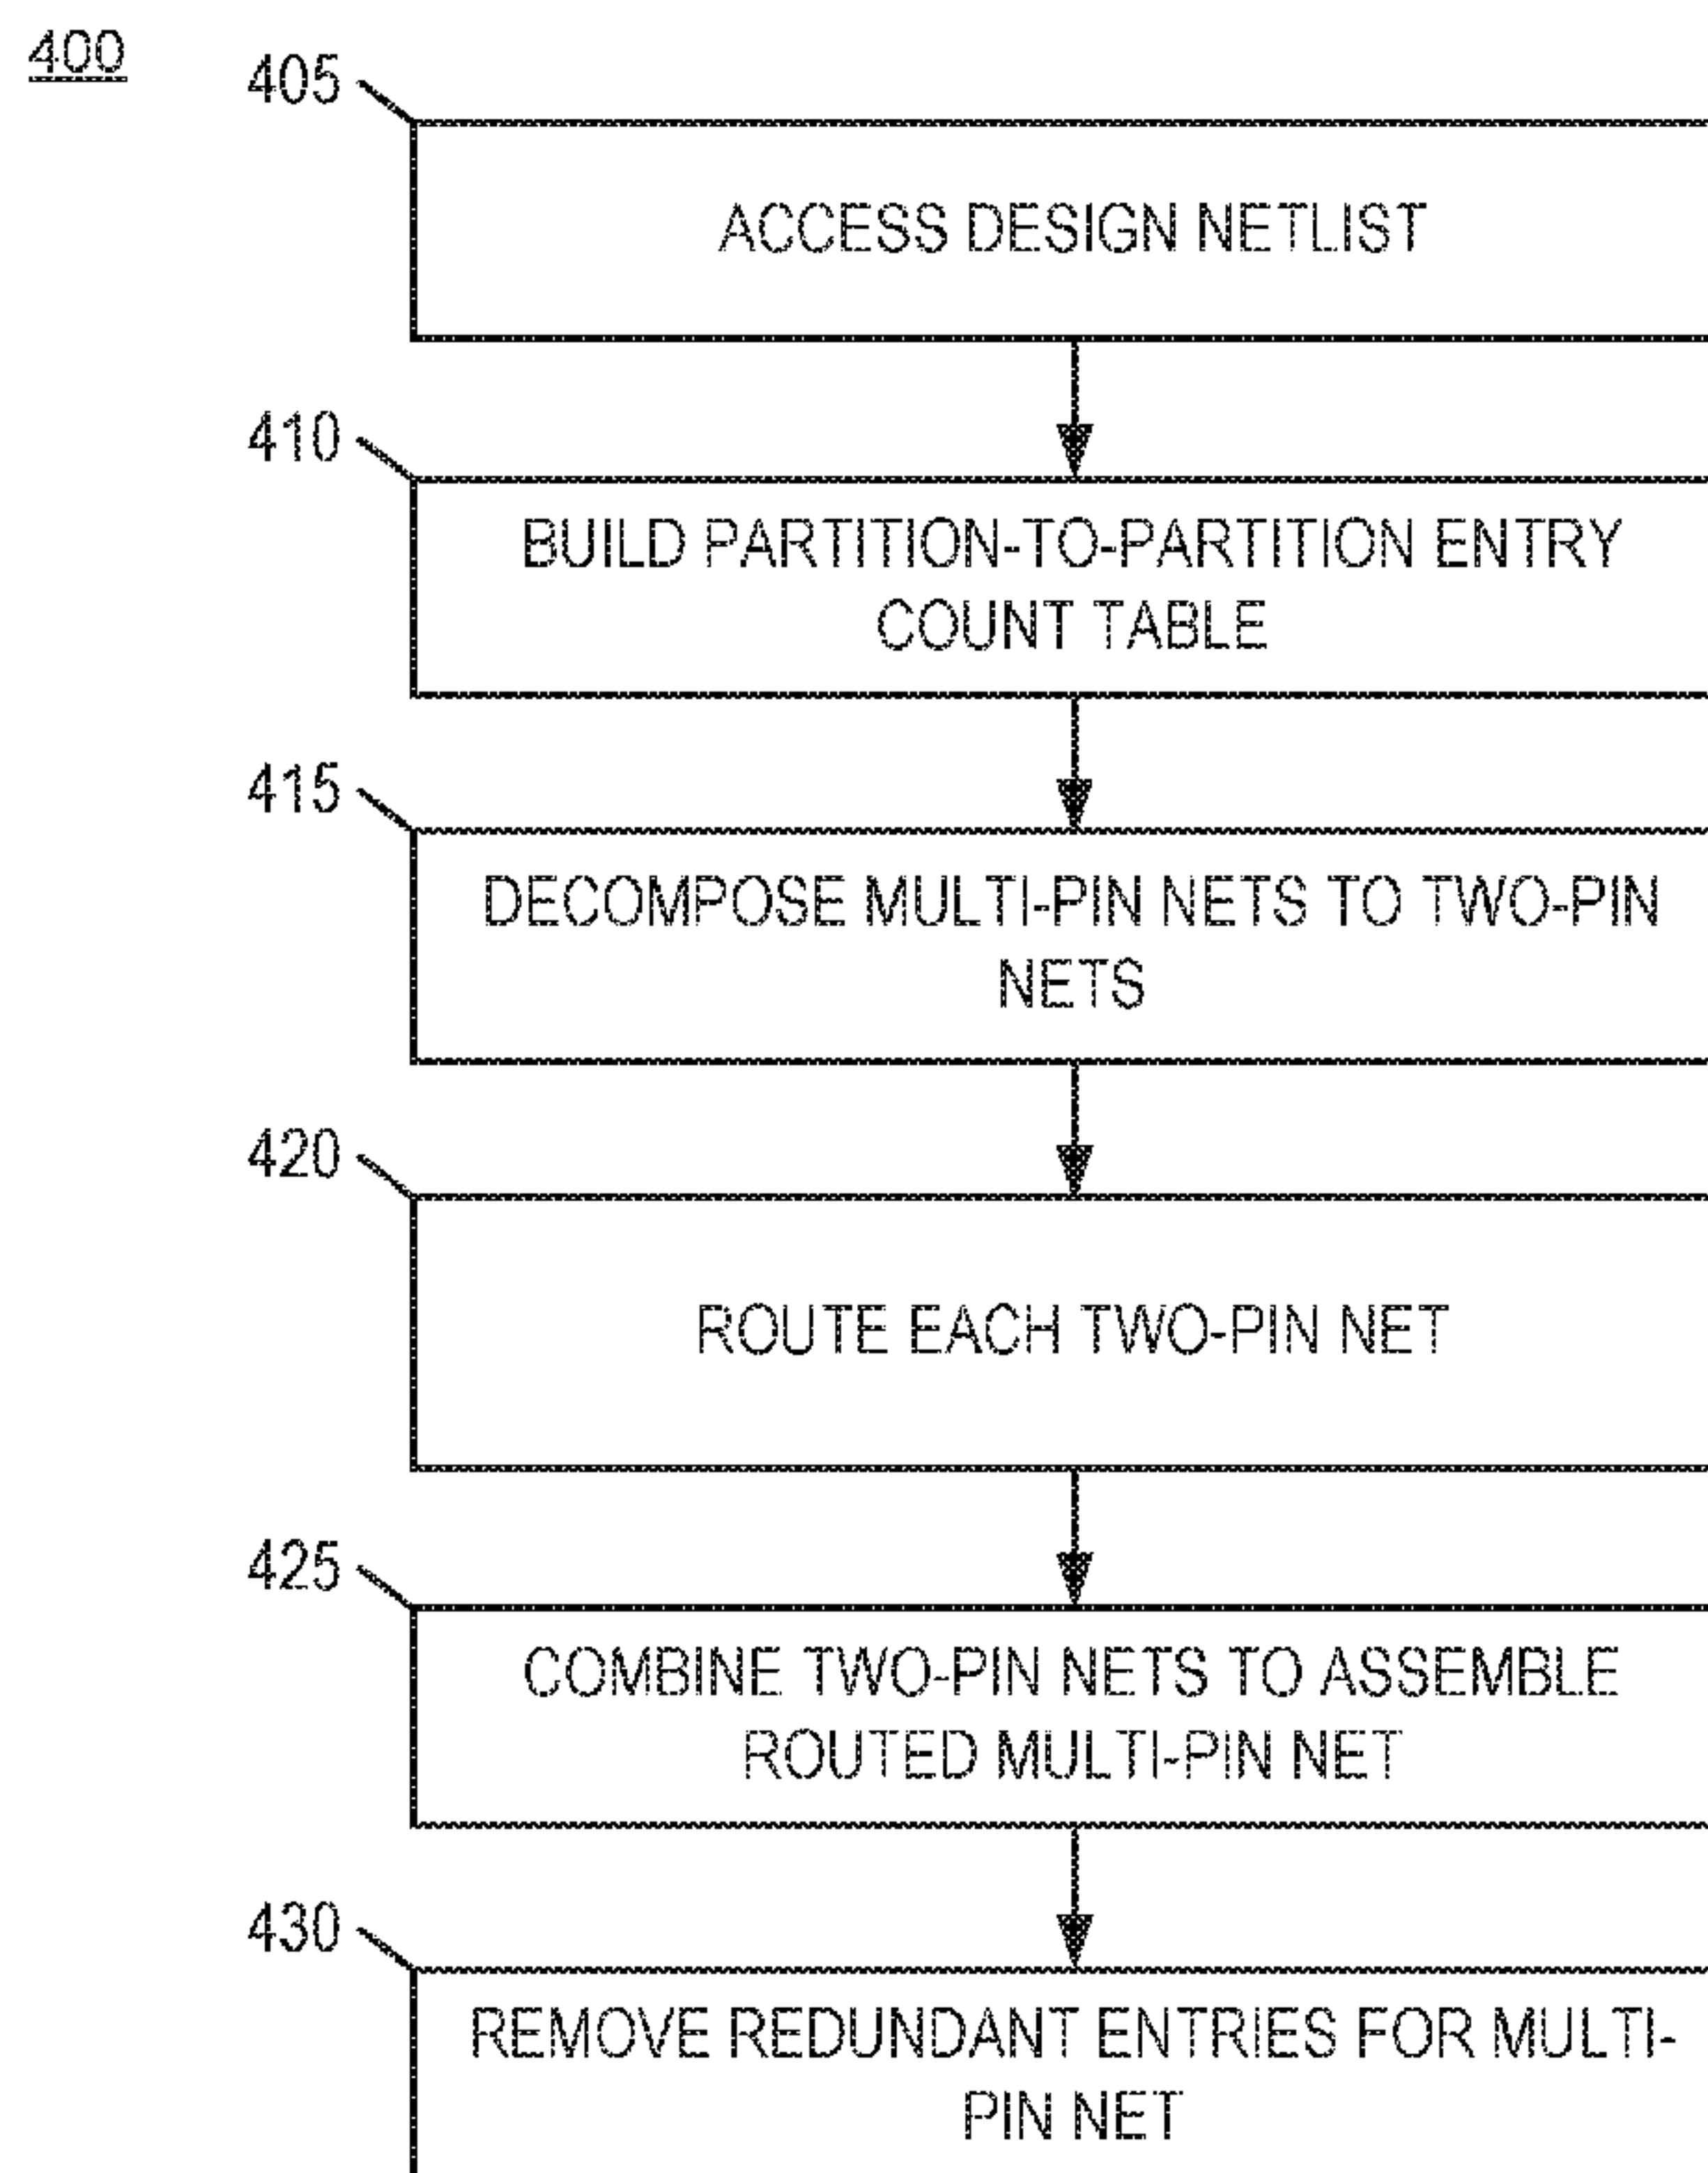 400
405
ACCESS DESIGN NETLIST
410
BUILD PARTITION-TO-PARTITION ENTRY
COUNT TABLE
415
DECOMPOSE MULTI-PIN NETS TO TWO-PIN
NETS
420
ROUTE EACH TWO-PIN NET
425
COMBINE TWO-PIN NETS TO ASSEMBLE
ROUTED MULTI-PIN NET
430
REMOVE REDUNDANT ENTRIES FOR MULTI-
PIN NET